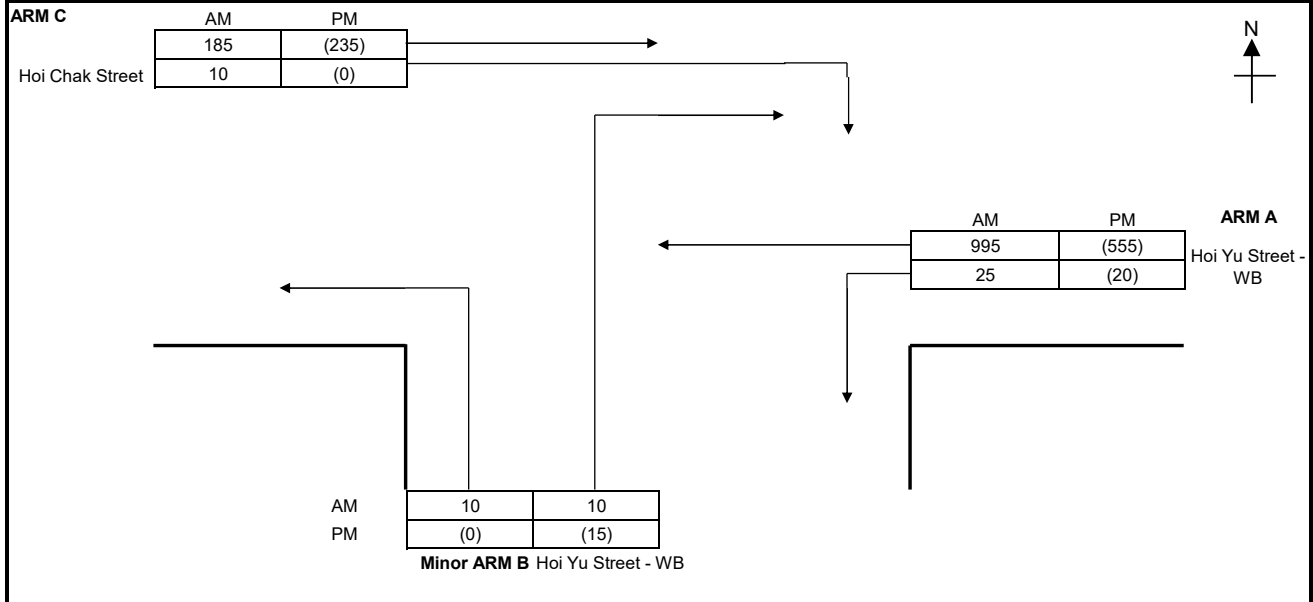 ARM C
AM PM
185 (235)
Hoi Chak Street 10 (0)
N
AM PM ARM A
995 (555)
Hoi Yu Street -
25 (20)
WB
AM 10 10
PM (0) (15)
Minor ARM B Hoi Yu Street - WB